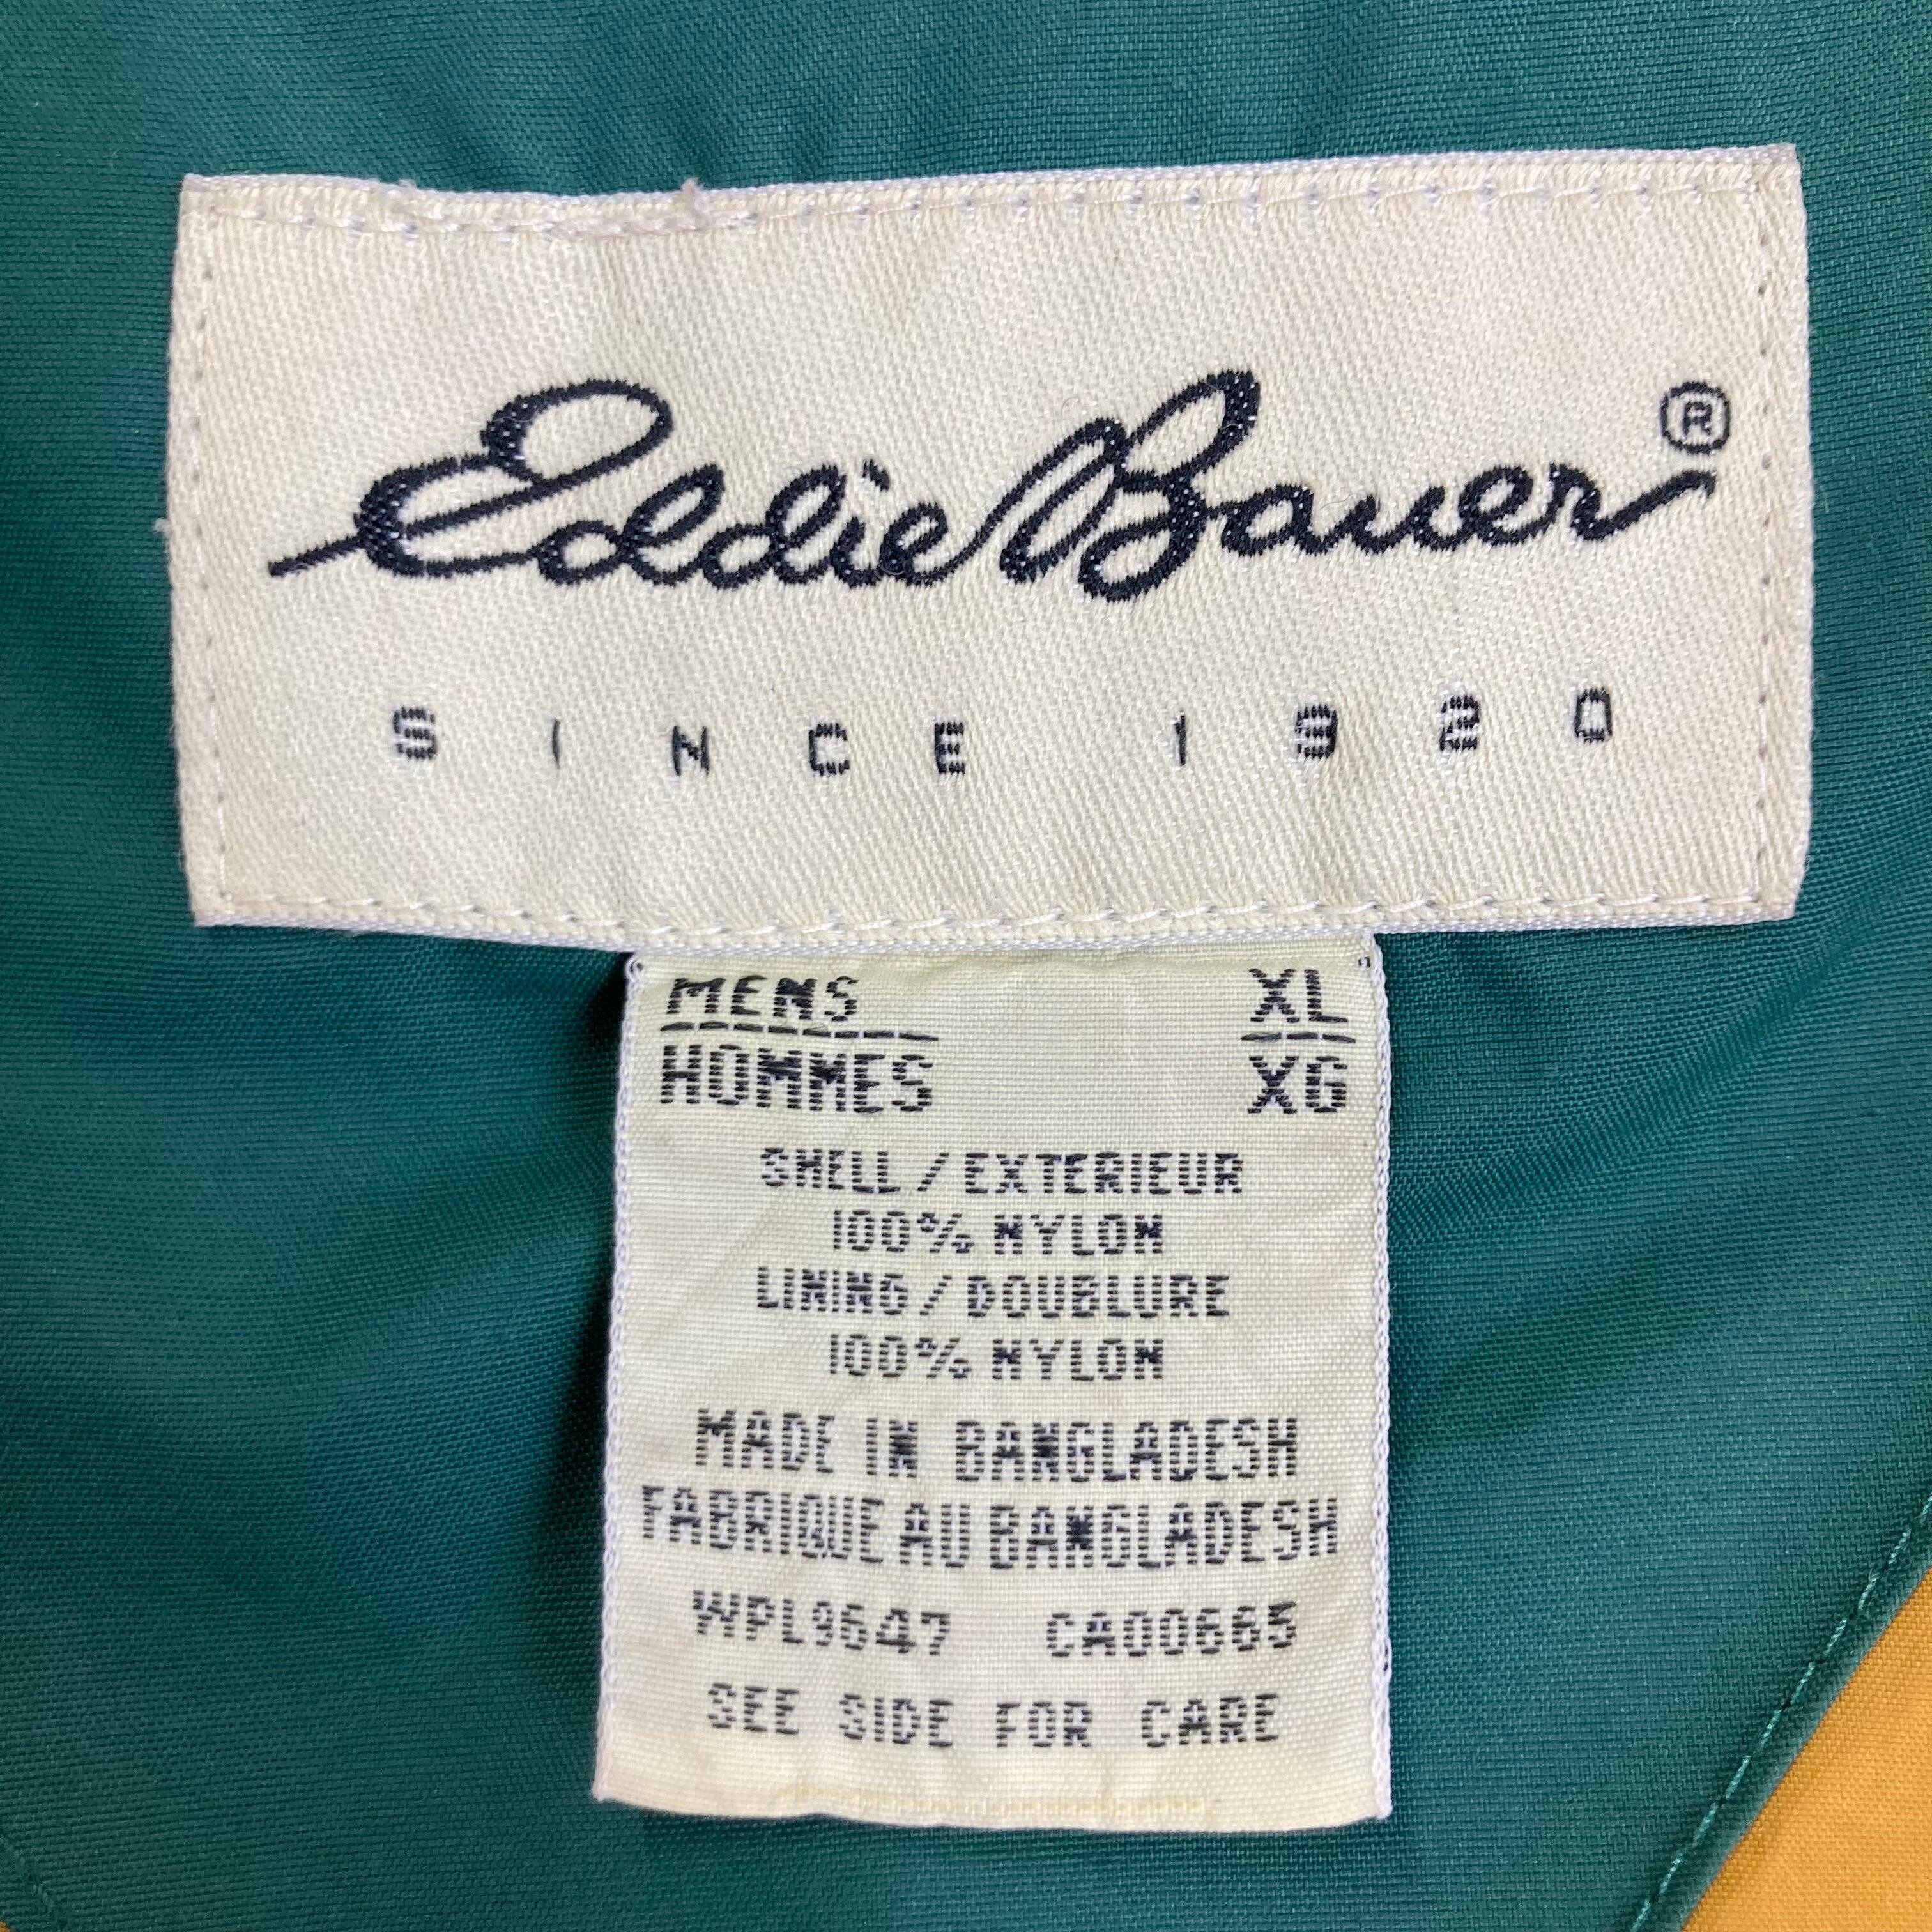 Eddie Bauer®
SINCE 1920
MENS XL
HOMMES XG
SHELL / EXTERIEUR
100% NYLON
LINING / DOUBLURE
100% NYLON
MADE IN BANGLADESH
FABRIQUE AU BANGLADESH
WPL9647 CA00665
SEE SIDE FOR CARE